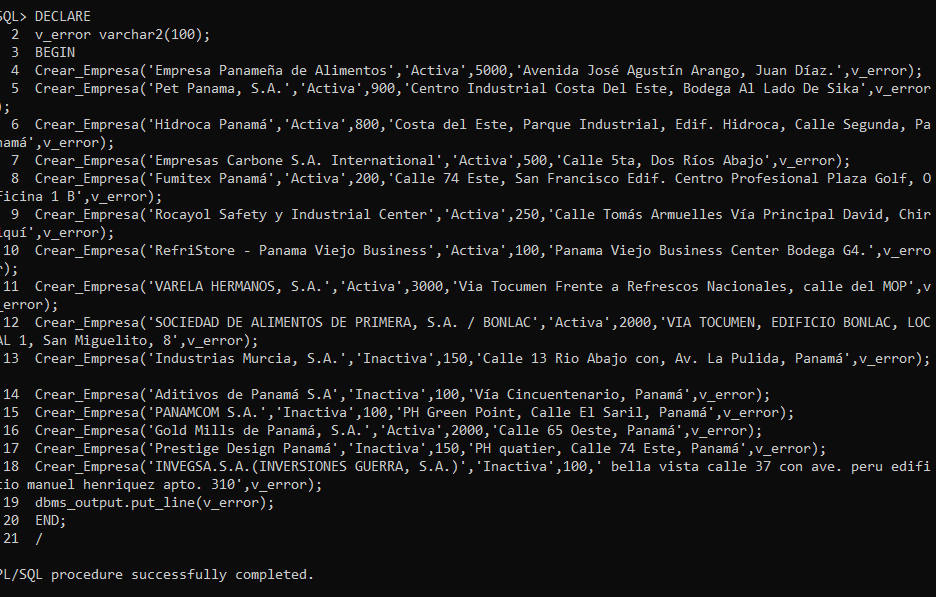 SQL> DECLARE
2 v_error varchar2(100);
3 BEGIN
4 Crear_Empresa('Empresa Panameña de Alimentos','Activa',5000,'Avenida José Agustín Arango, Juan Díaz.',v_error);
5 Crear_Empresa('Pet Panama, S.A.','Activa',900,'Centro Industrial Costa Del Este, Bodega Al Lado De Sika',v_error
);
6 Crear_Empresa('Hidroca Panamá','Activa',800,'Costa del Este, Parque Industrial, Edif. Hidroca, Calle Segunda, Pa
namá',v_error);
7 Crear_Empresa('Empresas Carbone S.A. International','Activa',500,'Calle 5ta, Dos Ríos Abajo',v_error);
8 Crear_Empresa('Fumitex Panamá','Activa',200,'Calle 74 Este, San Francisco Edif. Centro Profesional Plaza Golf, O
ficina 1 B',v_error);
9 Crear_Empresa('Rocayol Safety y Industrial Center','Activa',250,'Calle Tomás Armuelles Vía Principal David, Chir
iquí',v_error);
10 Crear_Empresa('RefriStore - Panama Viejo Business','Activa',100,'Panama Viejo Business Center Bodega G4.',v_erro
r);
11 Crear_Empresa('VARELA HERMANOS, S.A.','Activa',3000,'Via Tocumen Frente a Refrescos Nacionales, calle del MOP',v
_error);
12 Crear_Empresa('SOCIEDAD DE ALIMENTOS DE PRIMERA, S.A. / BONLAC','Activa',2000,'VIA TOCUMEN, EDIFICIO BONLAC, LOC
AL 1, San Miguelito, 8',v_error);
13 Crear_Empresa('Industrias Murcia, S.A.','Inactiva',150,'Calle 13 Rio Abajo con, Av. La Pulida, Panamá',v_error);
14 Crear_Empresa('Aditivos de Panamá S.A','Inactiva',100,'Vía Cincuentenario, Panamá',v_error);
15 Crear_Empresa('PANAMCOM S.A.','Inactiva',100,'PH Green Point, Calle El Saril, Panamá',v_error);
16 Crear_Empresa('Gold Mills de Panamá, S.A.','Activa',2000,'Calle 65 Oeste, Panamá',v_error);
17 Crear_Empresa('Prestige Design Panamá','Inactiva',150,'PH quatier, Calle 74 Este, Panamá',v_error);
18 Crear_Empresa('INVEGSA.S.A.(INVERSIONES GUERRA, S.A.)','Inactiva',100,' bella vista calle 37 con ave. peru edifi
cio manuel henriquez apto. 310',v_error);
19 dbms_output.put_line(v_error);
20 END;
21 /
PL/SQL procedure successfully completed.